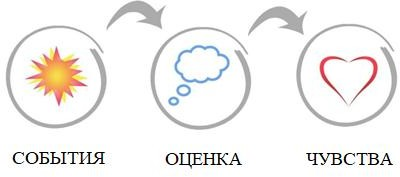 СОБЫТИЯ ОЦЕНКА ЧУВСТВА